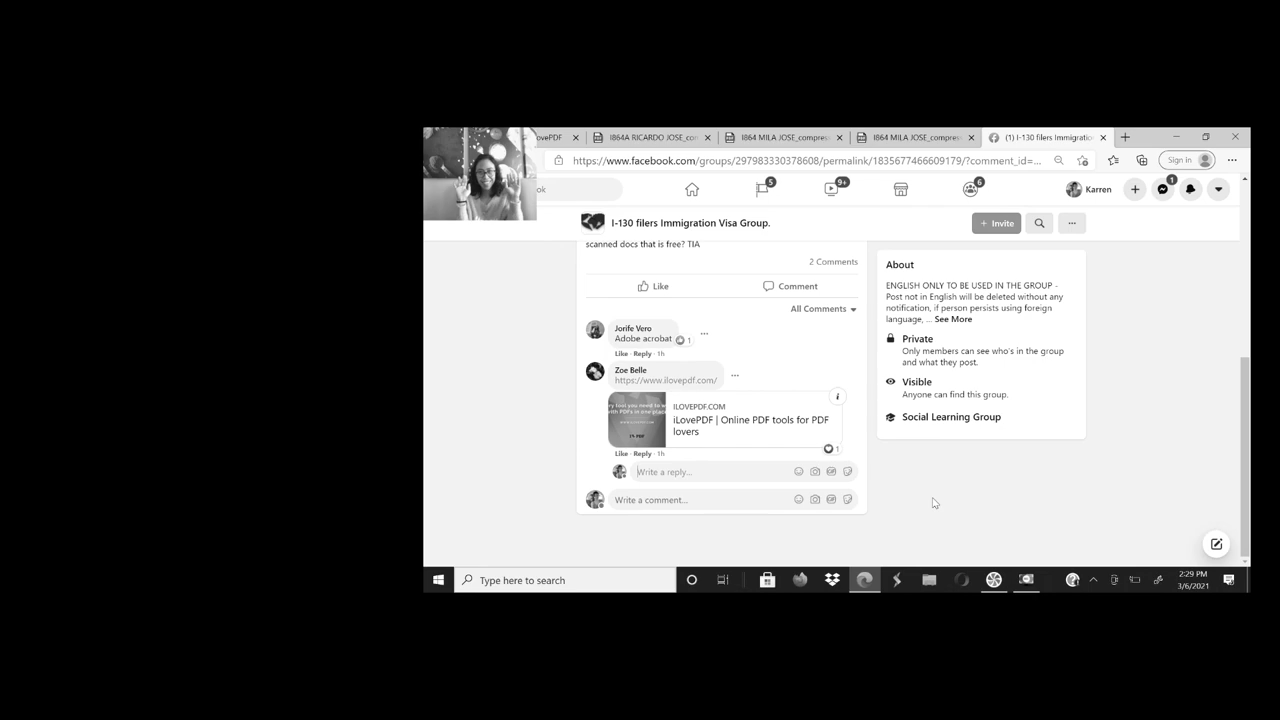 ovePDF
I864A RICARDO JOSE_com
I864 MILA JOSE_compres
I864 MILA JOSE_compres
(1) I-130 filers Immigratio
https://www.facebook.com/groups/297983330378608/permalink/1835677466609179/?comment_id=...
Sign in
ook
5
9+
6
Karren
1
I-130 filers Immigration Visa Group.
+ Invite
scanned docs that is free? TIA
2 Comments
Like
Comment
All Comments
Jorife Vero
Adobe acrobat
1
Like · Reply · 1h
Zoe Belle
https://www.ilovepdf.com/
ILOVEPDF.COM
iLovePDF | Online PDF tools for PDF
lovers
1
Like · Reply · 1h
Write a reply...
Write a comment...
About
ENGLISH ONLY TO BE USED IN THE GROUP -
Post not in English will be deleted without any
notification, if person persists using foreign
language, ... See More
Private
Only members can see who's in the group
and what they post.
Visible
Anyone can find this group.
Social Learning Group
Type here to search
2:29 PM
3/6/2021